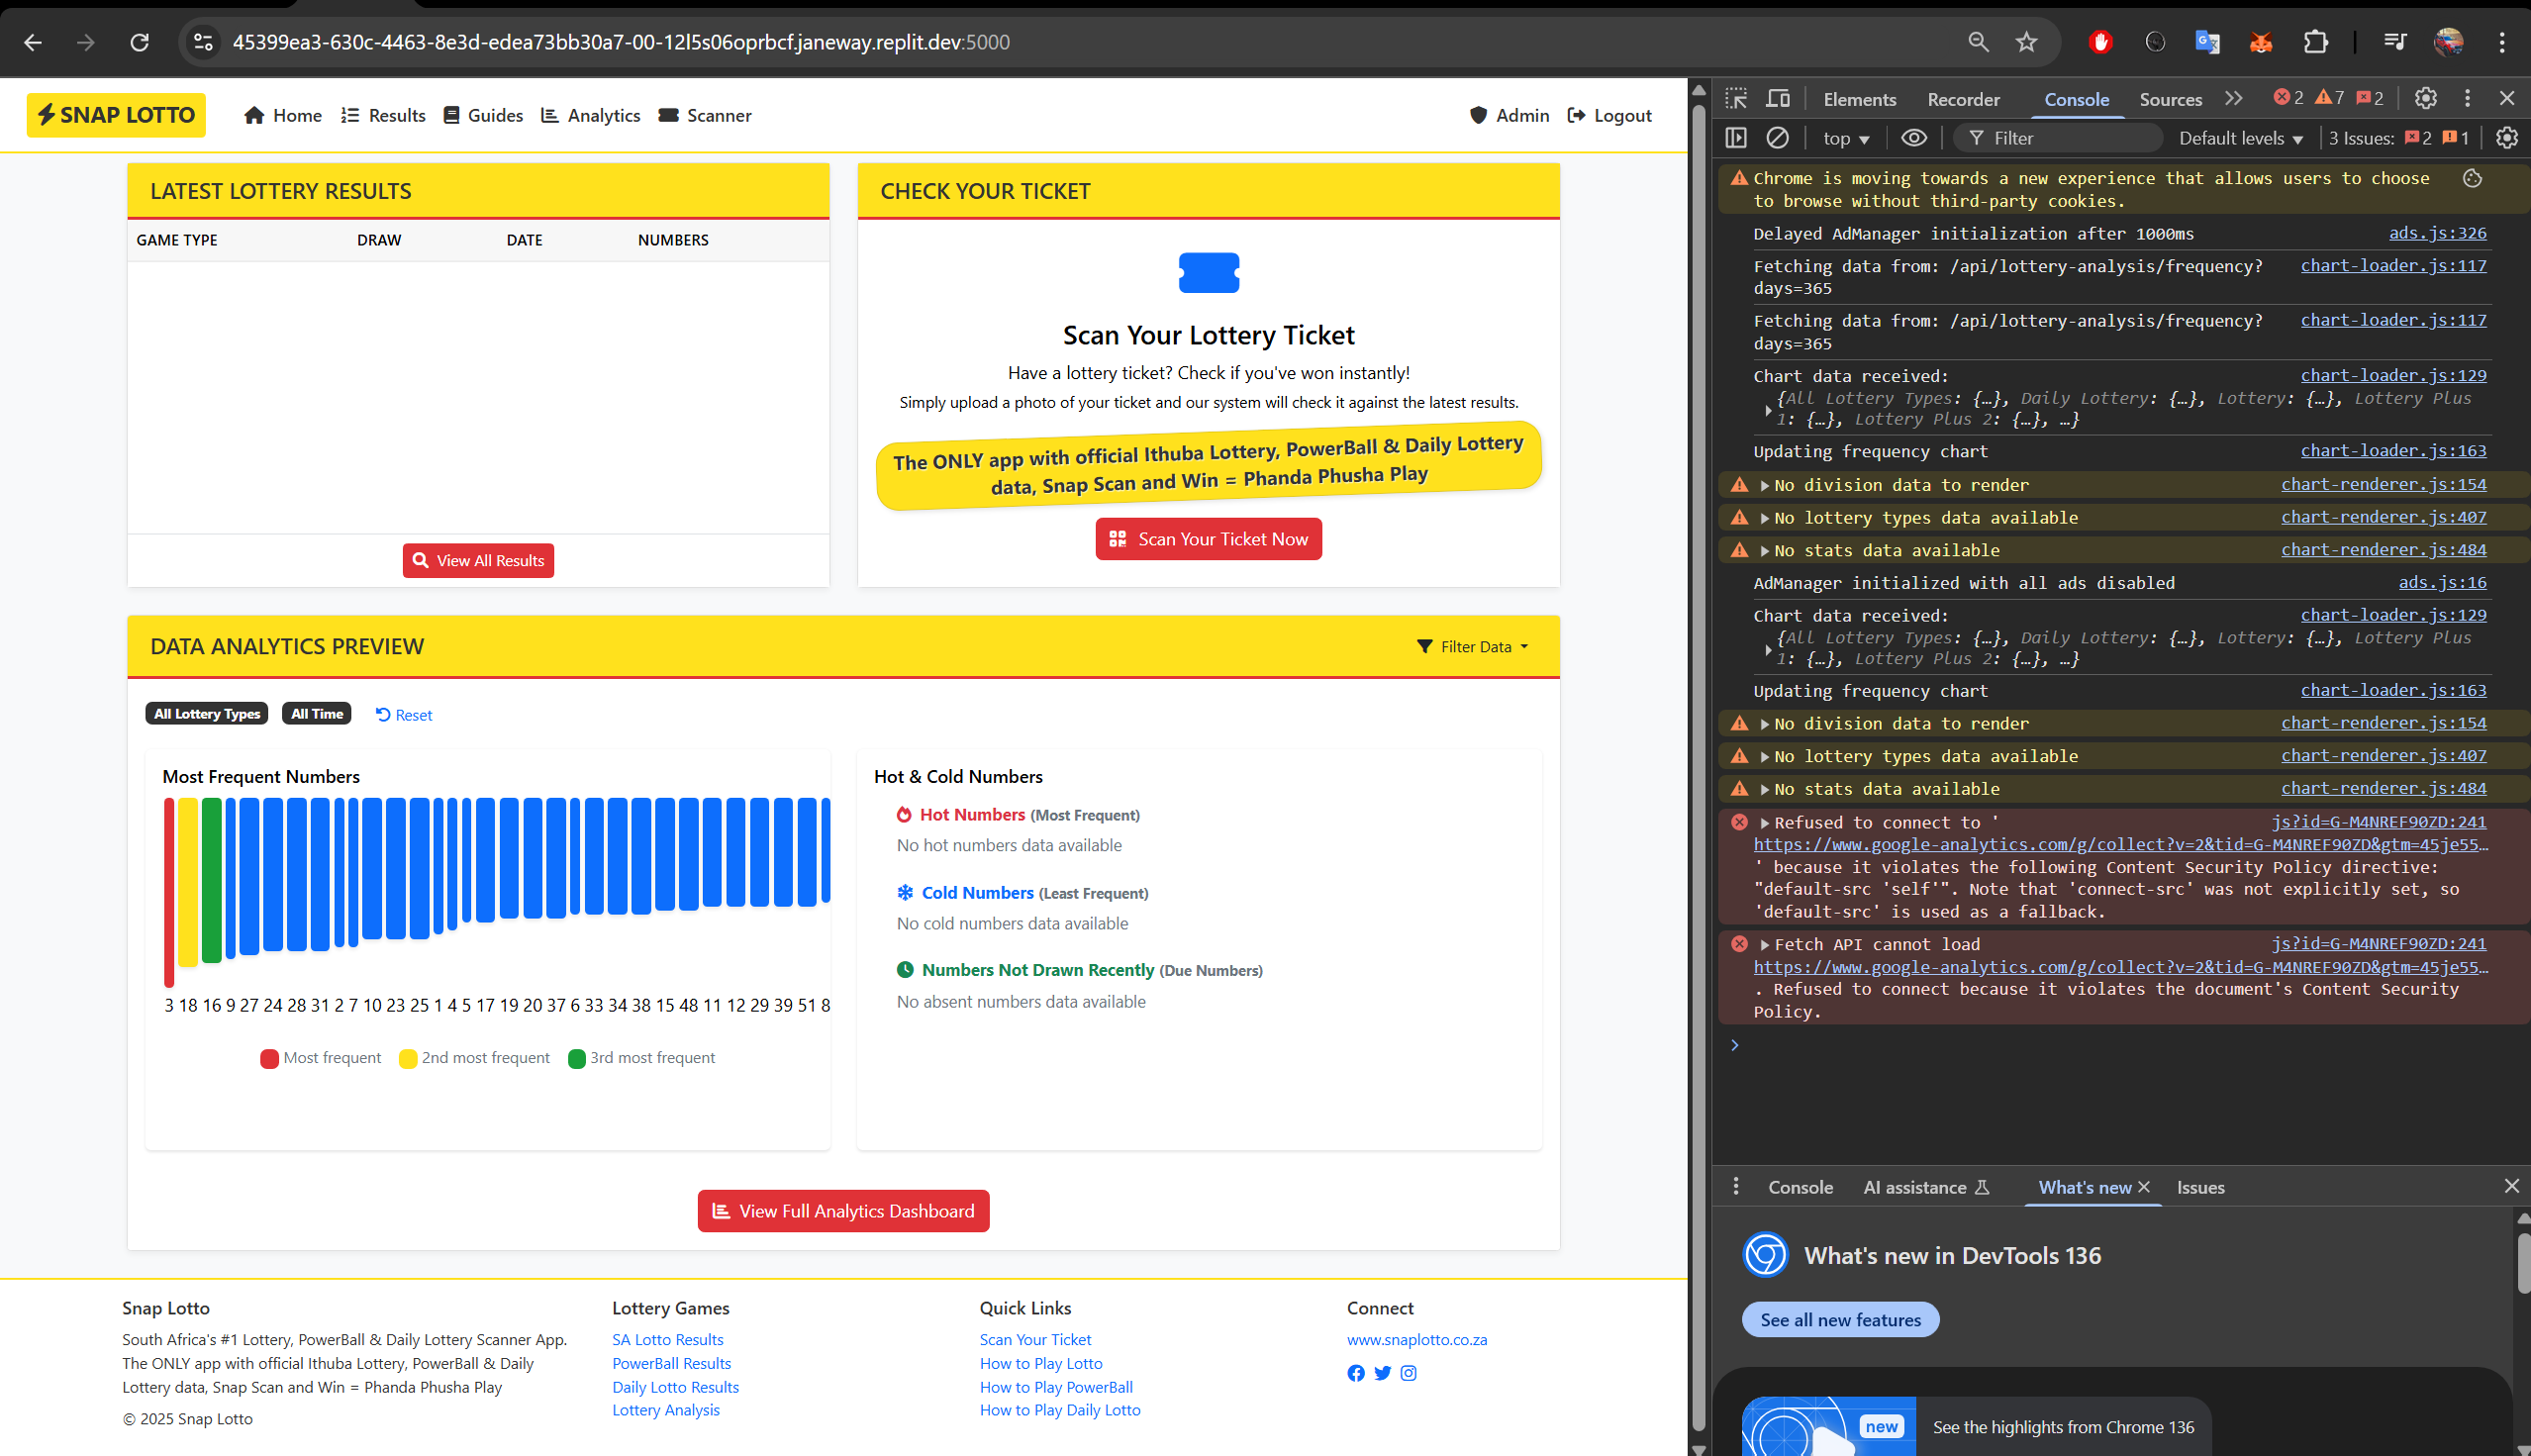 45399ea3-630c-4463-8e3d-edea73bb30a7-00-12l5s06oprbcf.janeway.replit.dev:5000
SNAP LOTTO
Home
Results
Guides
Analytics
Scanner
Admin
Logout
LATEST LOTTERY RESULTS
GAME TYPE DRAW DATE NUMBERS
View All Results
CHECK YOUR TICKET
Scan Your Lottery Ticket
Have a lottery ticket? Check if you've won instantly!
Simply upload a photo of your ticket and our system will check it against the latest results.
The ONLY app with official Ithuba Lottery, PowerBall & Daily Lottery
data, Snap Scan and Win = Phanda Phusha Play
Scan Your Ticket Now
DATA ANALYTICS PREVIEW
Filter Data
All Lottery Types All Time Reset
Most Frequent Numbers
3 18 16 9 27 24 28 31 2 7 10 23 25 1 4 5 17 19 20 37 6 33 34 38 15 48 11 12 29 39 51 8
Most frequent 2nd most frequent 3rd most frequent
Hot & Cold Numbers
Hot Numbers (Most Frequent)
No hot numbers data available
Cold Numbers (Least Frequent)
No cold numbers data available
Numbers Not Drawn Recently (Due Numbers)
No absent numbers data available
View Full Analytics Dashboard
Snap Lotto
South Africa's #1 Lottery, PowerBall & Daily Lottery Scanner App.
The ONLY app with official Ithuba Lottery, PowerBall & Daily
Lottery data, Snap Scan and Win = Phanda Phusha Play
© 2025 Snap Lotto
Lottery Games
SA Lotto Results
PowerBall Results
Daily Lotto Results
Lottery Analysis
Quick Links
Scan Your Ticket
How to Play Lotto
How to Play PowerBall
How to Play Daily Lotto
Connect
www.snaplotto.co.za
Elements Recorder Console Sources 2 7 2
top Filter Default levels 3 Issues: 2 1
Chrome is moving towards a new experience that allows users to choose
to browse without third-party cookies.
Delayed AdManager initialization after 1000ms ads.js:326
Fetching data from: /api/lottery-analysis/frequency? chart-loader.js:117
days=365
Fetching data from: /api/lottery-analysis/frequency? chart-loader.js:117
days=365
Chart data received: chart-loader.js:129
{All Lottery Types: {…}, Daily Lottery: {…}, Lottery: {…}, Lottery Plus
1: {…}, Lottery Plus 2: {…}, …}
Updating frequency chart chart-loader.js:163
No division data to render chart-renderer.js:154
No lottery types data available chart-renderer.js:407
No stats data available chart-renderer.js:484
AdManager initialized with all ads disabled ads.js:16
Chart data received: chart-loader.js:129
{All Lottery Types: {…}, Daily Lottery: {…}, Lottery: {…}, Lottery Plus
1: {…}, Lottery Plus 2: {…}, …}
Updating frequency chart chart-loader.js:163
No division data to render chart-renderer.js:154
No lottery types data available chart-renderer.js:407
No stats data available chart-renderer.js:484
Refused to connect to ' js?id=G-M4NREF90ZD:241
https://www.google-analytics.com/g/collect?v=2&tid=G-M4NREF90ZD&gtm=45je55…
' because it violates the following Content Security Policy directive:
"default-src 'self'". Note that 'connect-src' was not explicitly set, so
'default-src' is used as a fallback.
Fetch API cannot load js?id=G-M4NREF90ZD:241
https://www.google-analytics.com/g/collect?v=2&tid=G-M4NREF90ZD&gtm=45je55…
. Refused to connect because it violates the document's Content Security
Policy.
Console AI assistance What's new Issues
What's new in DevTools 136
See all new features
new
See the highlights from Chrome 136